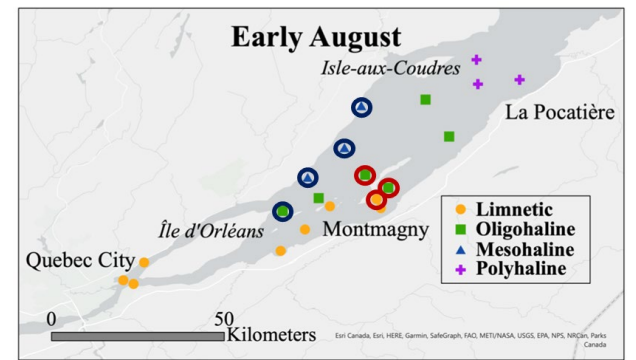 Early August
Isle-aux-Coudres
La Pocatière
Île d'Orléans
Montmagny
Quebec City
Limnetic
Oligohaline
Mesohaline
Polyhaline
0 50
Kilometers
Esri Canada, Esri, HERE, Garmin, SafeGraph, FAO, METI/NASA, USGS, EPA, NPS, NRCan, Parks
Canada